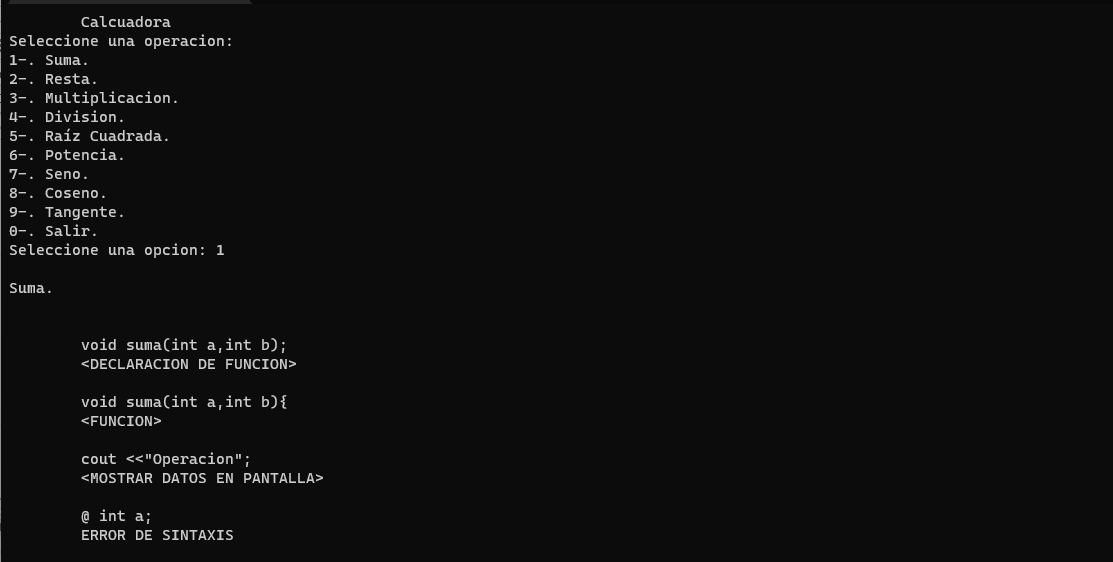 Calcuadora
Seleccione una operacion:
1-. Suma.
2-. Resta.
3-. Multiplicacion.
4-. Division.
5-. Raíz Cuadrada.
6-. Potencia.
7-. Seno.
8-. Coseno.
9-. Tangente.
0-. Salir.
Seleccione una opcion: 1
Suma.
void suma(int a,int b);
<DECLARACION DE FUNCION>
void suma(int a,int b){
<FUNCION>
cout <<"Operacion";
<MOSTRAR DATOS EN PANTALLA>
@ int a;
ERROR DE SINTAXIS